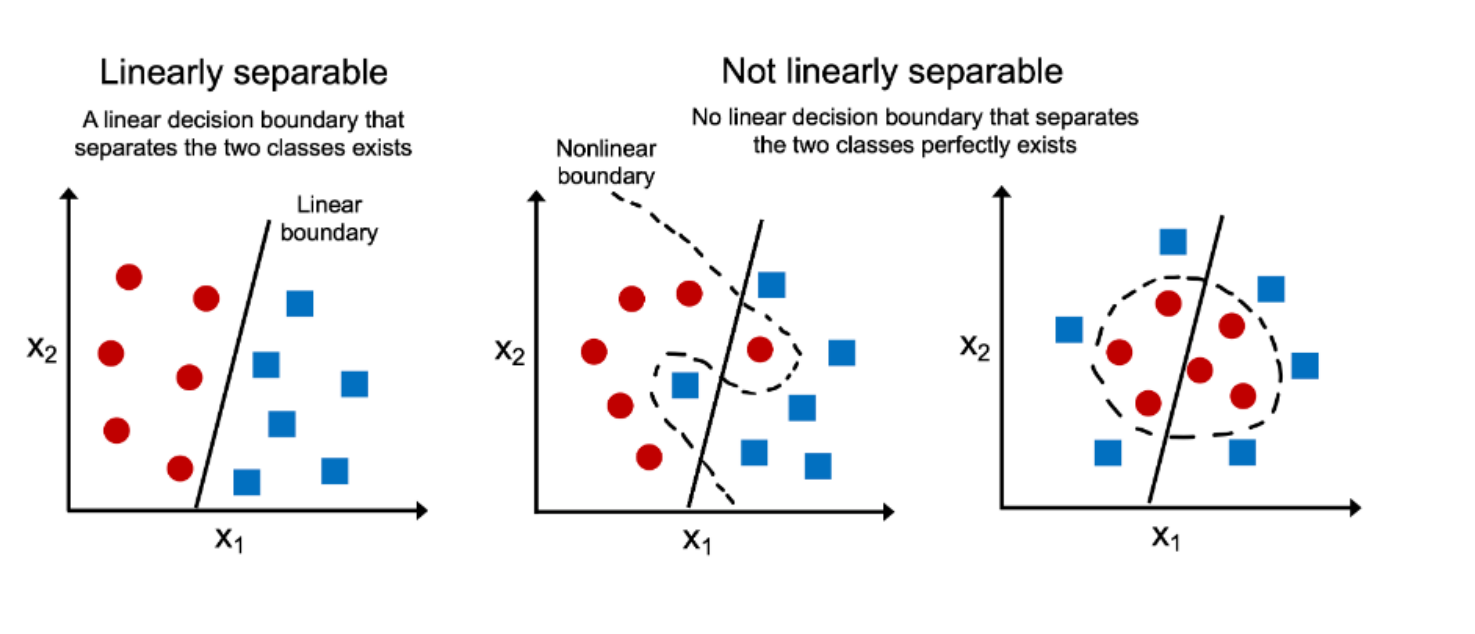 Linearly separable
A linear decision boundary that
separates the two classes exists
Linear
boundary
x₂
x₁
Not linearly separable
No linear decision boundary that separates
the two classes perfectly exists
Nonlinear
boundary
x₂
x₁
x₂
x₁